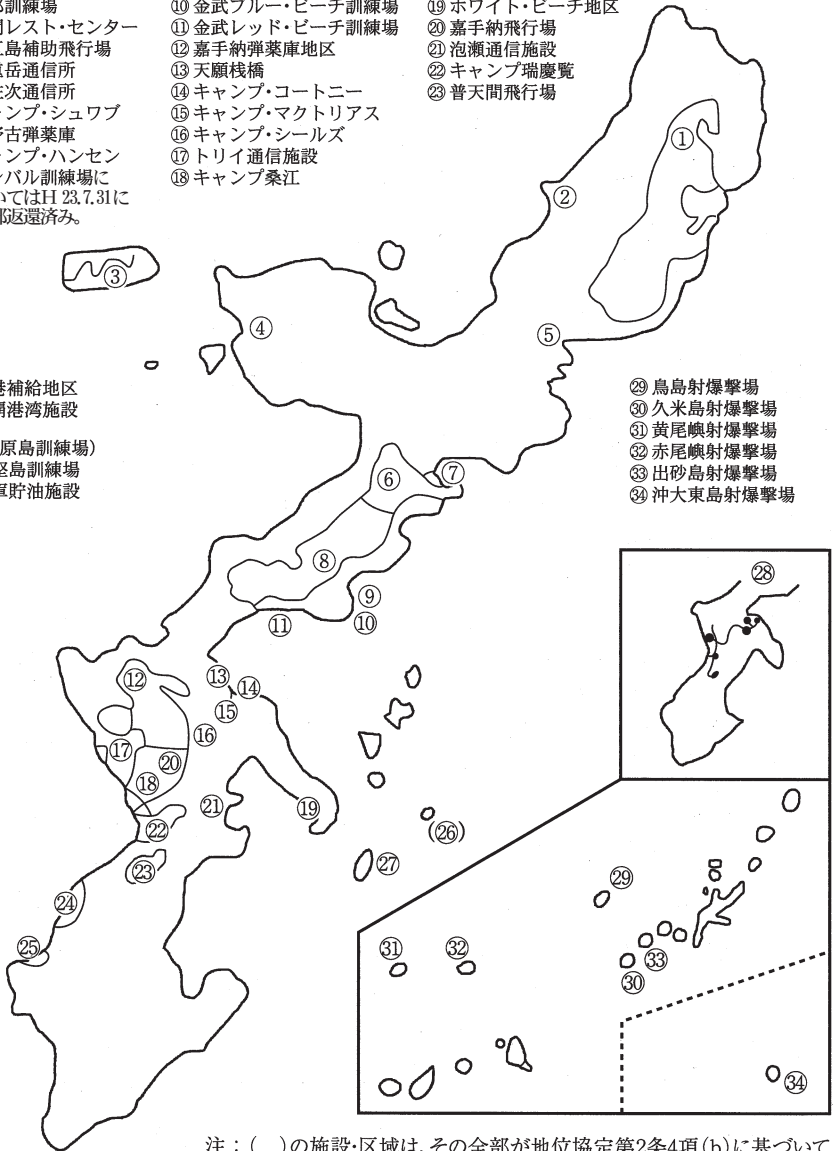 部訓練場
間レスト・センター
江島補助飛行場
重岳通信所
佐次通信所
ャンプ・シュワブ
野古弾薬庫
ャンプ・ハンセン
ンバル訓練場に
いてはH 23.7.31に
部返還済み。
⑩ 金武ブルー・ビーチ訓練場
⑪ 金武レッド・ビーチ訓練場
⑫ 嘉手納弾薬庫地区
⑬ 天願桟橋
⑭ キャンプ・コートニー
⑮ キャンプ・マクトリアス
⑯ キャンプ・シールズ
⑰ トリイ通信施設
⑱ キャンプ桑江
⑲ ホワイト・ビーチ地区
⑳ 嘉手納飛行場
㉑ 泡瀬通信施設
㉒ キャンプ瑞慶覧
㉓ 普天間飛行場
港補給地区
覇港湾施設
原島訓練場)
堅島訓練場
軍貯油施設
㉙ 鳥島射爆撃場
㉚ 久米島射爆撃場
㉛ 黄尾嶼射爆撃場
㉜ 赤尾嶼射爆撃場
㉝ 出砂島射爆撃場
㉞ 沖大東島射爆撃場
①
②
③
④
⑤
⑥
⑦
⑧
⑨
⑩
⑪
⑫
⑬
⑭
⑮
⑯
⑰
⑱
⑲
⑳
㉑
㉒
㉓
㉔
㉕
(㉖)
㉗
㉘
㉙
㉚
㉛
㉜
㉝
㉞
注:( )の施設・区域は、その全部が地位協定第2条4項(b)に基づいて